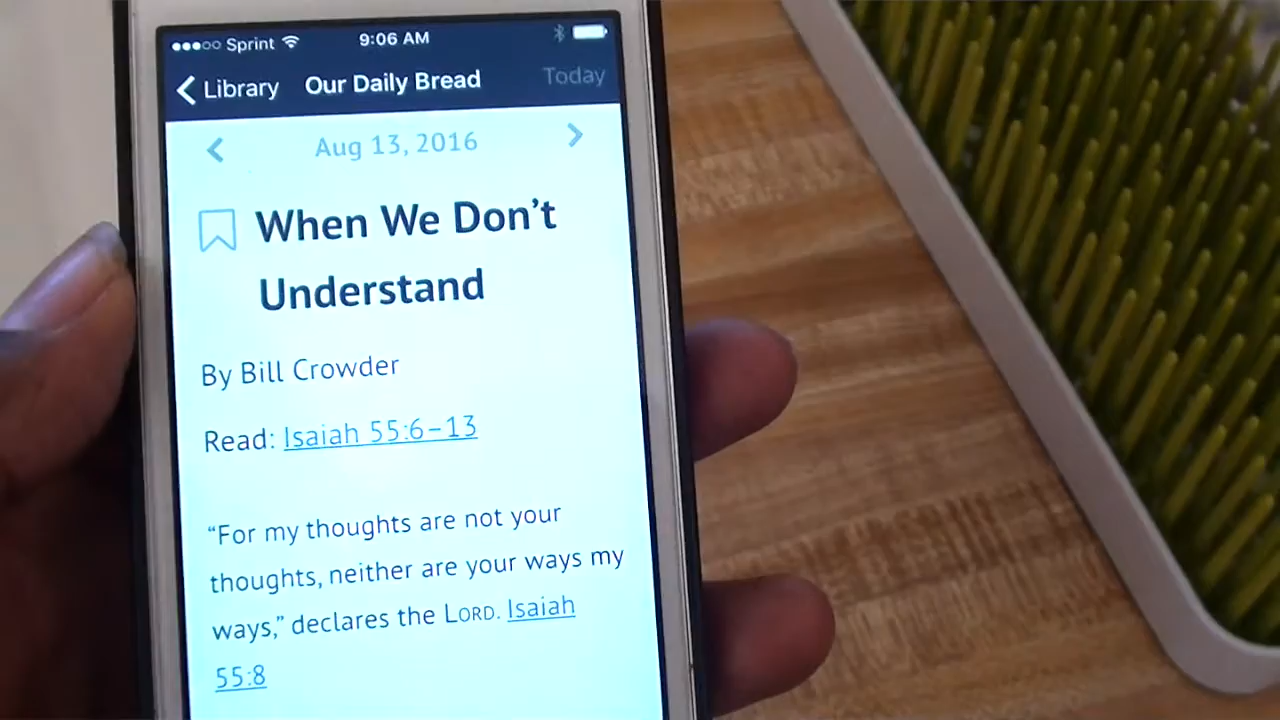 Sprint 9:06 AM
Library Our Daily Bread Today
Aug 13, 2016
When We Don’t
Understand
By Bill Crowder
Read: Isaiah 55:6–13
“For my thoughts are not your
thoughts, neither are your ways my
ways,” declares the LORD. Isaiah
55:8